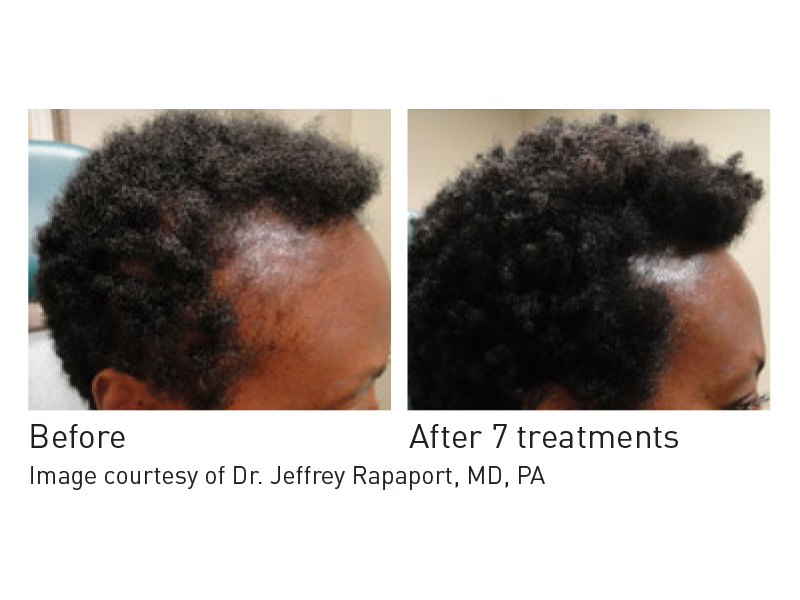 Before
After 7 treatments
Image courtesy of Dr. Jeffrey Rapaport, MD, PA